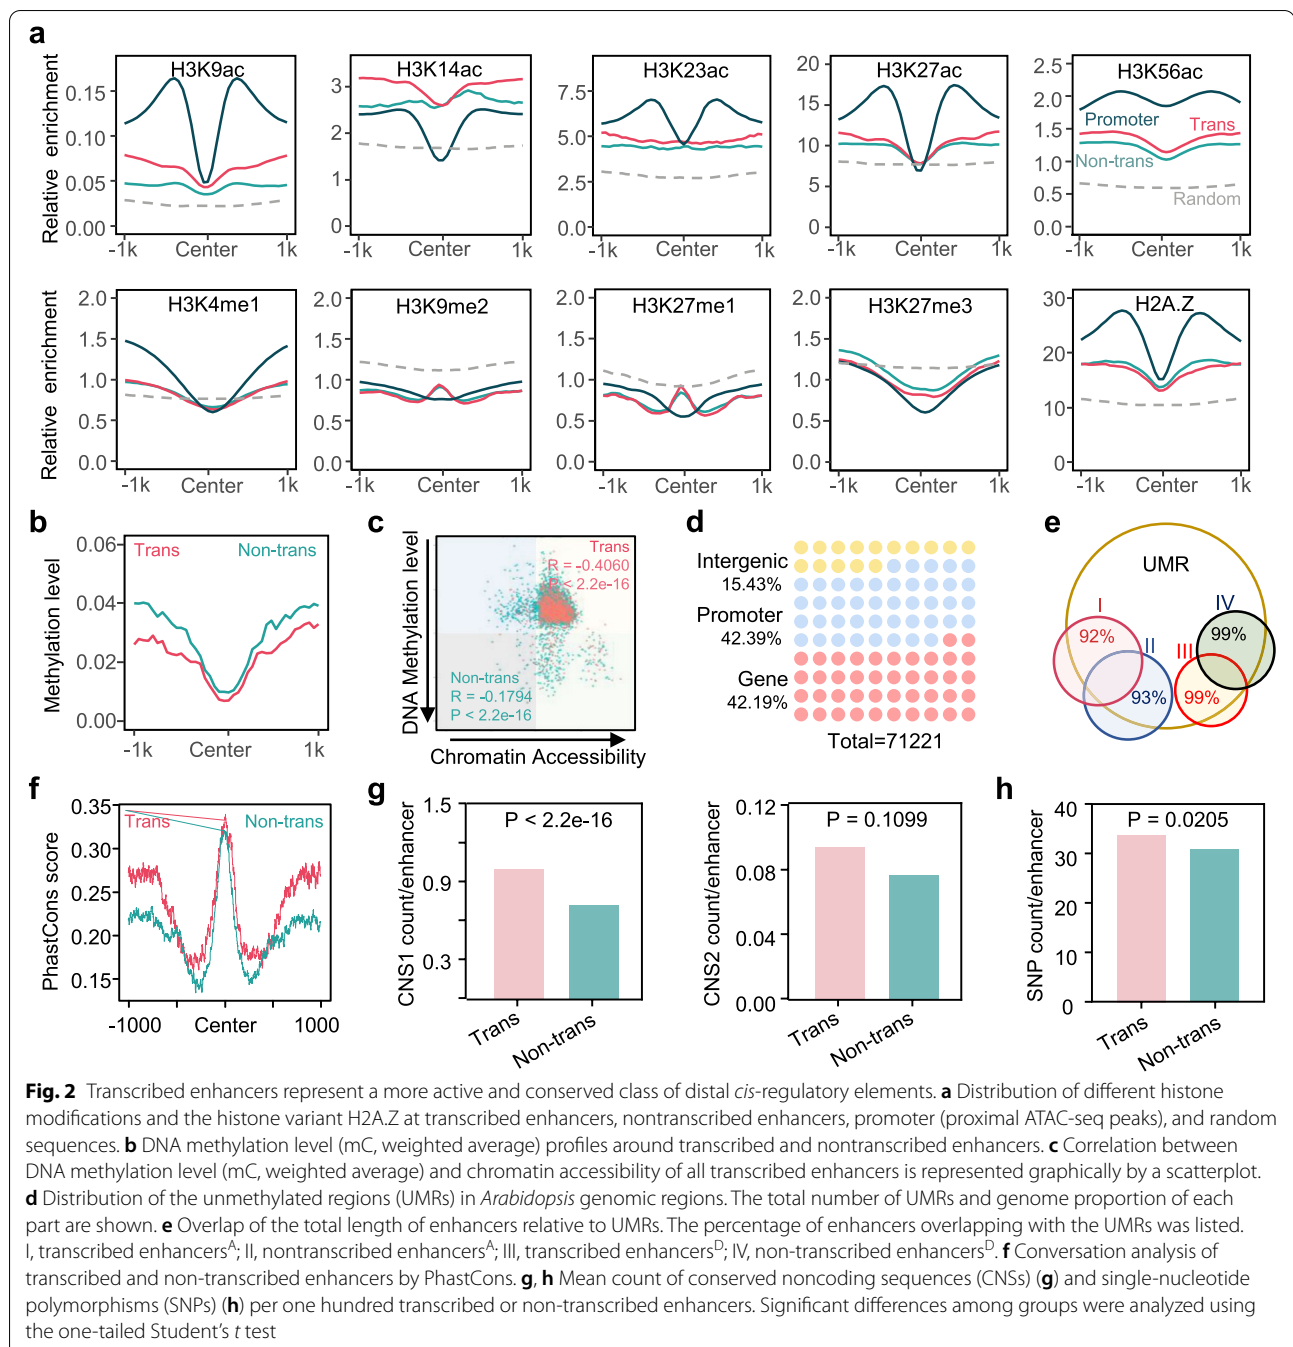 a
H3K9ac
H3K14ac
H3K23ac
H3K27ac
H3K56ac
Relative enrichment
0.15
0.10
0.05
0.00
-1k Center 1k
3
2
1
0
-1k Center 1k
7.5
5.0
2.5
0.0
-1k Center 1k
20
15
10
5
0
-1k Center 1k
2.5
2.0
1.5
1.0
0.5
0.0
Promoter
Trans
Non-trans
Random
-1k Center 1k
H3K4me1
H3K9me2
H3K27me1
H3K27me3
H2A.Z
Relative enrichment
2.0
1.5
1.0
0.5
0.0
-1k Center 1k
2.0
1.5
1.0
0.5
0.0
-1k Center 1k
2.0
1.5
1.0
0.5
0.0
-1k Center 1k
2.0
1.5
1.0
0.5
0.0
-1k Center 1k
30
20
10
0
-1k Center 1k
b
Methylation level
0.06
0.04
0.02
0.00
Trans Non-trans
-1k Center 1k
c
DNA Methylation level
Trans
R = -0.4060
P < 2.2e-16
Non-trans
R = -0.1794
P < 2.2e-16
Chromatin Accessibility
d
Intergenic
15.43%
Promoter
42.39%
Gene
42.19%
Total=71221
e
UMR
I
92%
II
93%
III
99%
IV
99%
f
PhastCons score
0.35
0.30
0.25
0.20
0.15
Trans Non-trans
-1000 Center 1000
g
CNS1 count/enhancer
1.5
0.9
0.3
P < 2.2e-16
Trans
Non-trans
CNS2 count/enhancer
0.12
0.08
0.04
0.00
P = 0.1099
Trans
Non-trans
h
SNP count/enhancer
40
30
20
10
0
P = 0.0205
Trans
Non-trans
Fig. 2 Transcribed enhancers represent a more active and conserved class of distal cis-regulatory elements. a Distribution of different histone
modifications and the histone variant H2A.Z at transcribed enhancers, nontranscribed enhancers, promoter (proximal ATAC-seq peaks), and random
sequences. b DNA methylation level (mC, weighted average) profiles around transcribed and nontranscribed enhancers. c Correlation between
DNA methylation level (mC, weighted average) and chromatin accessibility of all transcribed enhancers is represented graphically by a scatterplot.
d Distribution of the unmethylated regions (UMRs) in Arabidopsis genomic regions. The total number of UMRs and genome proportion of each
part are shown. e Overlap of the total length of enhancers relative to UMRs. The percentage of enhancers overlapping with the UMRs was listed.
I, transcribed enhancersᴬ; II, nontranscribed enhancersᴬ; III, transcribed enhancersᴰ; IV, non-transcribed enhancersᴰ. f Conversation analysis of
transcribed and non-transcribed enhancers by PhastCons. g, h Mean count of conserved noncoding sequences (CNSs) (g) and single-nucleotide
polymorphisms (SNPs) (h) per one hundred transcribed or non-transcribed enhancers. Significant differences among groups were analyzed using
the one-tailed Student’s t test